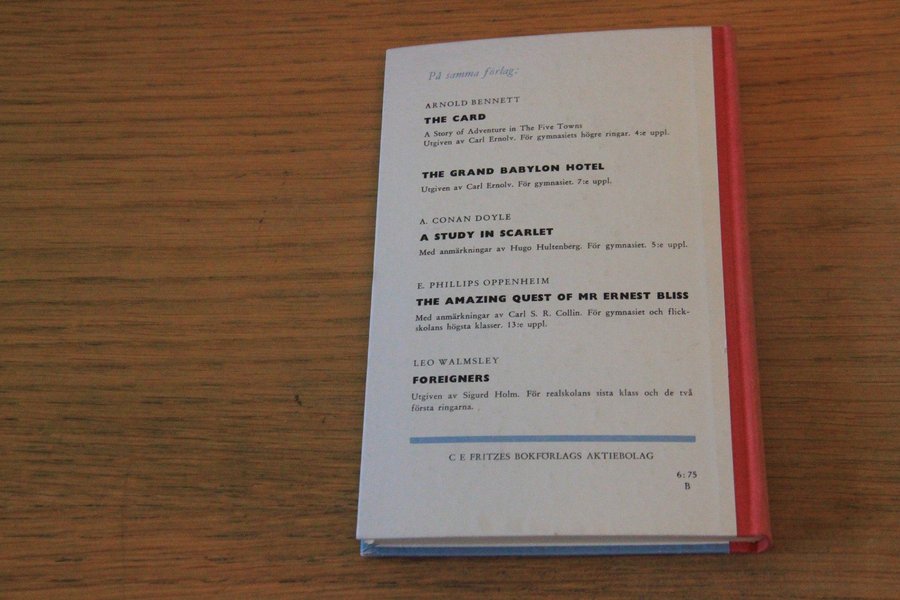 På samma förlag:
ARNOLD BENNETT
THE CARD
A Story of Adventure in The Five Towns
Utgiven av Carl Ernolv. För gymnasiets högre ringar. 4:e uppl.
THE GRAND BABYLON HOTEL
Utgiven av Carl Ernolv. För gymnasiet. 7:e uppl.
A. CONAN DOYLE
A STUDY IN SCARLET
Med anmärkningar av Hugo Hultenberg. För gymnasiet. 5:e uppl.
E. PHILLIPS OPPENHEIM
THE AMAZING QUEST OF MR ERNEST BLISS
Med anmärkningar av Carl S. R. Collin. För gymnasiet och flick-
skolans högsta klasser. 13:e uppl.
LEO WALMSLEY
FOREIGNERS
Utgiven av Sigurd Holm. För realskolans sista klass och de två
första ringarna.
C E FRITZES BOKFÖRLAGS AKTIEBOLAG
6:75
B